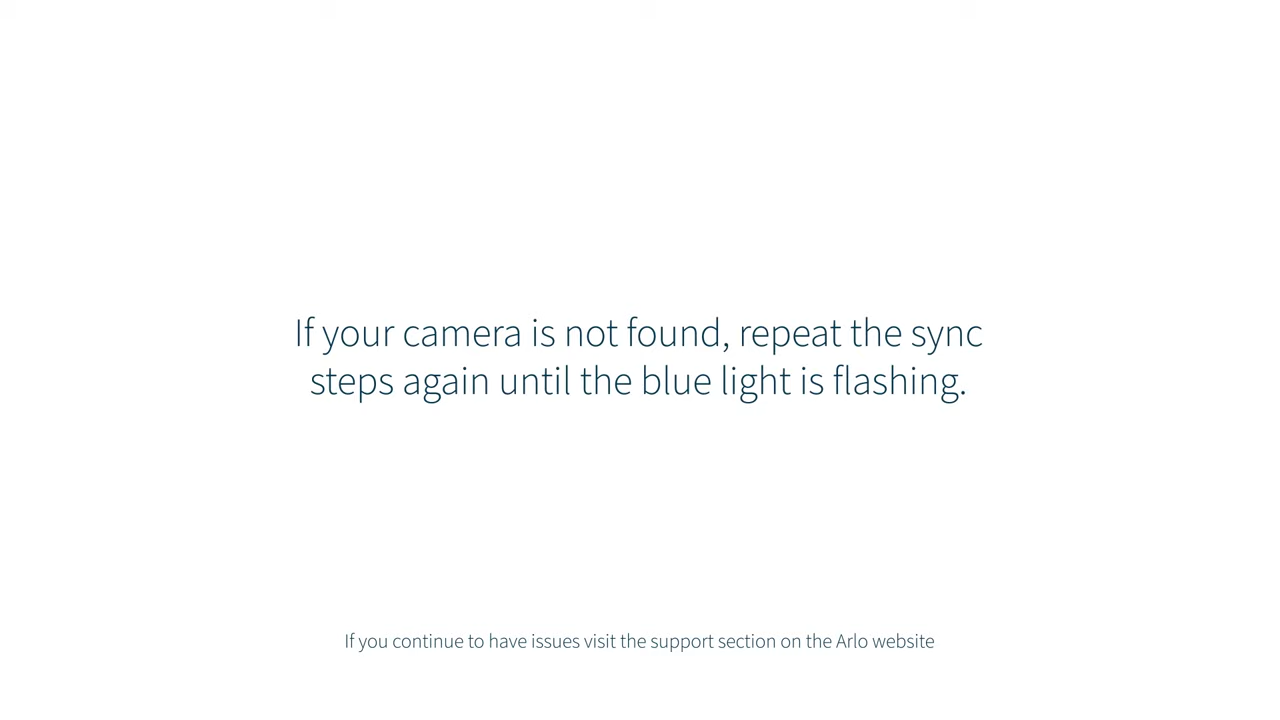 If your camera is not found, repeat the sync
steps again until the blue light is flashing.
If you continue to have issues visit the support section on the Arlo website